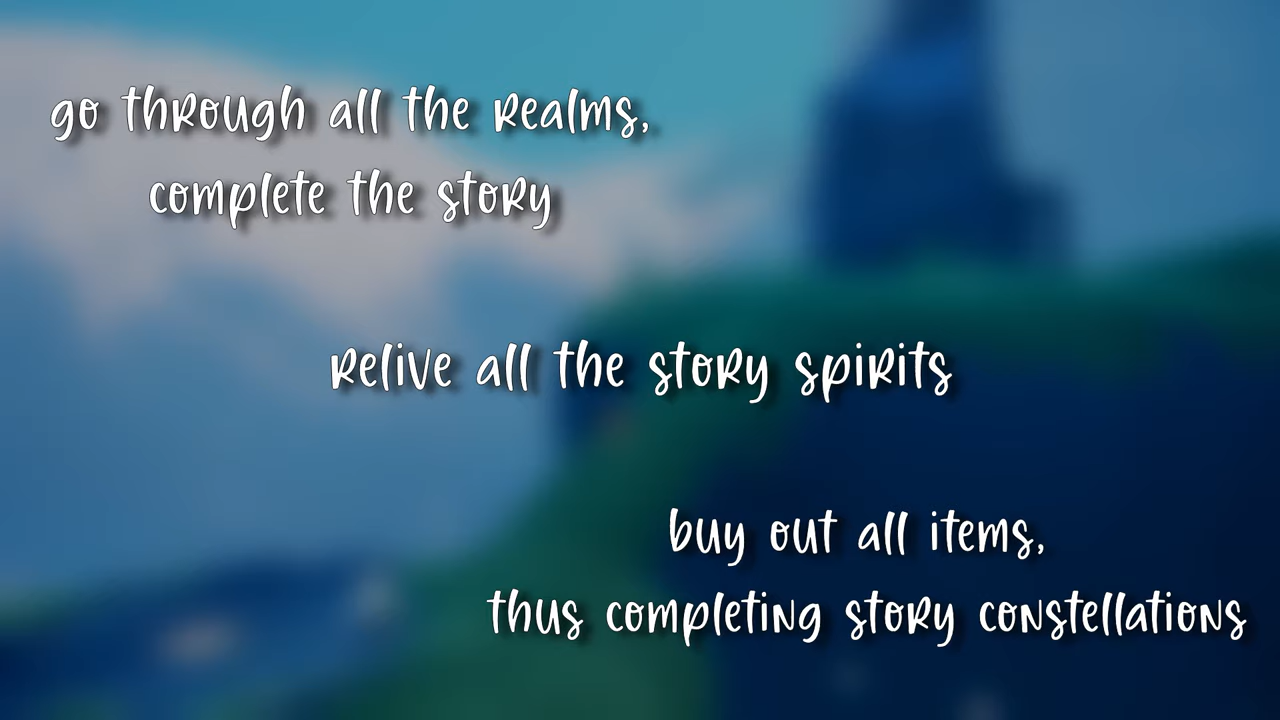 go through all the realms,
complete the story
relive all the story spirits
buy out all items,
thus completing story constellations